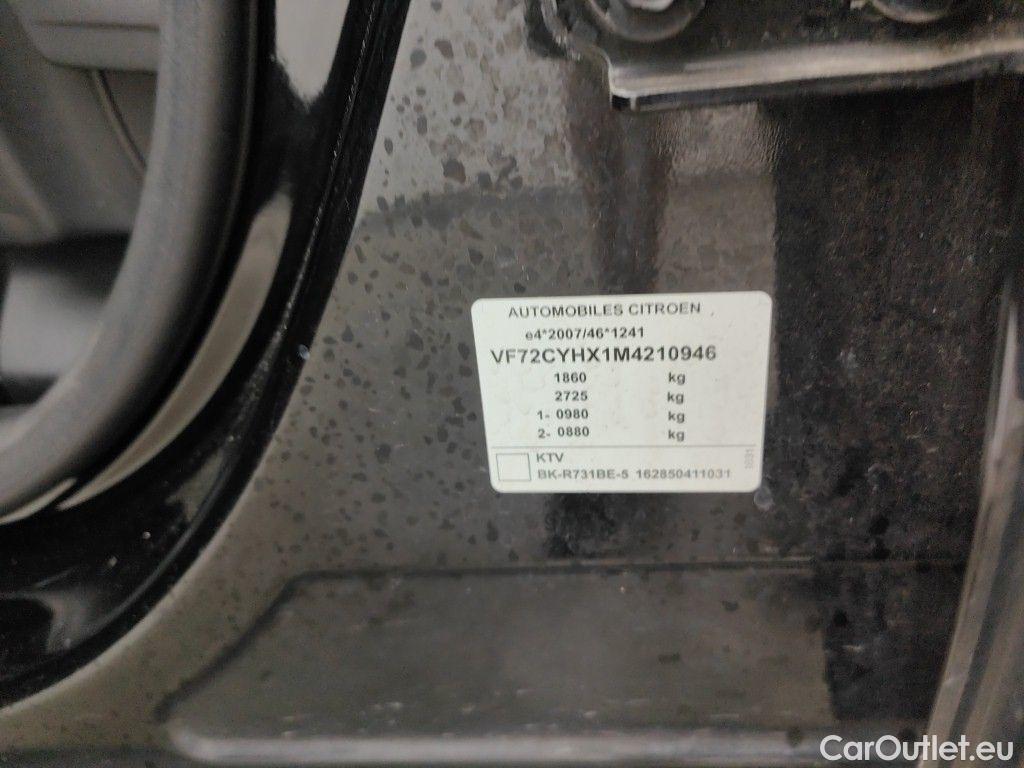 AUTOMOBILES CITROEN
e4*2007/46*1241
VF72CYHX1M4210946
1860 kg
2725 kg
1- 0980 kg
2- 0880 kg
KTV
BK-R731BE-5 162850411031
1031
CarOutlet.eu